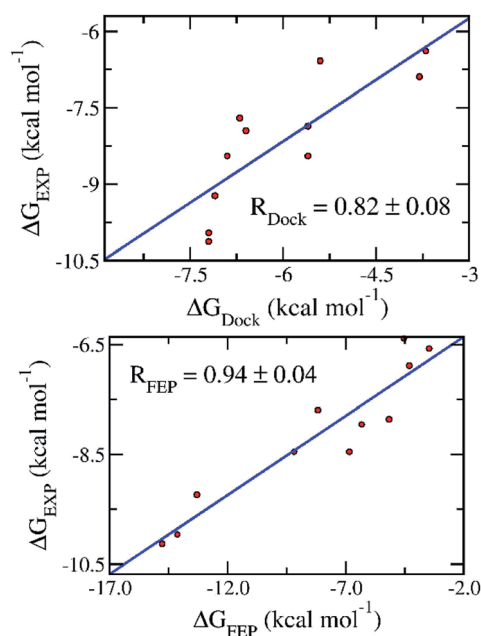 -6
-7.5
-9
-10.5
ΔG_EXP (kcal mol⁻¹)
R_Dock = 0.82 ± 0.08
-7.5 -6 -4.5 -3
ΔG_Dock (kcal mol⁻¹)
-6.5
-8.5
-10.5
ΔG_EXP (kcal mol⁻¹)
R_FEP = 0.94 ± 0.04
-17.0 -12.0 -7.0 -2.0
ΔG_FEP (kcal mol⁻¹)